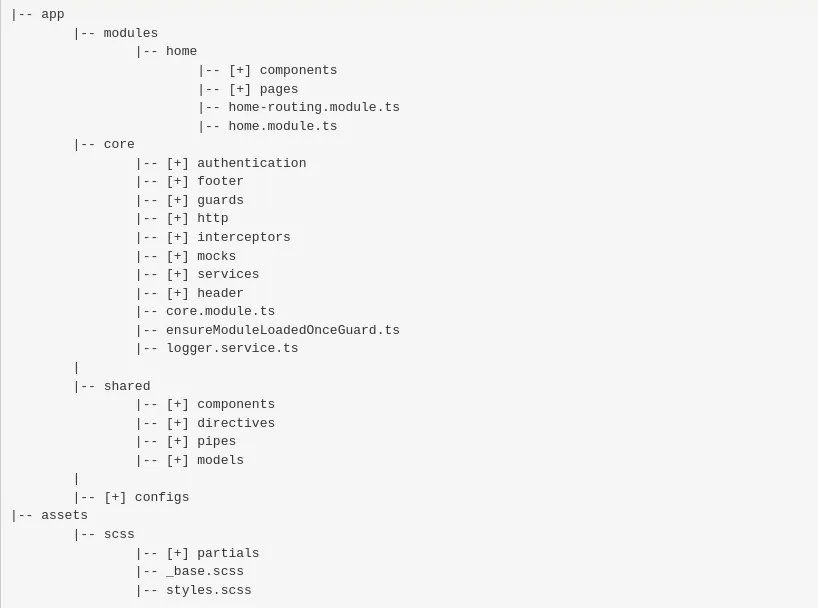 |-- app
        |-- modules
                |-- home
                        |-- [+] components
                        |-- [+] pages
                        |-- home-routing.module.ts
                        |-- home.module.ts
        |-- core
                |-- [+] authentication
                |-- [+] footer
                |-- [+] guards
                |-- [+] http
                |-- [+] interceptors
                |-- [+] mocks
                |-- [+] services
                |-- [+] header
                |-- core.module.ts
                |-- ensureModuleLoadedOnceGuard.ts
                |-- logger.service.ts
        |
        |-- shared
                |-- [+] components
                |-- [+] directives
                |-- [+] pipes
                |-- [+] models
        |
        |-- [+] configs
|-- assets
        |-- scss
                |-- [+] partials
                |-- _base.scss
                |-- styles.scss